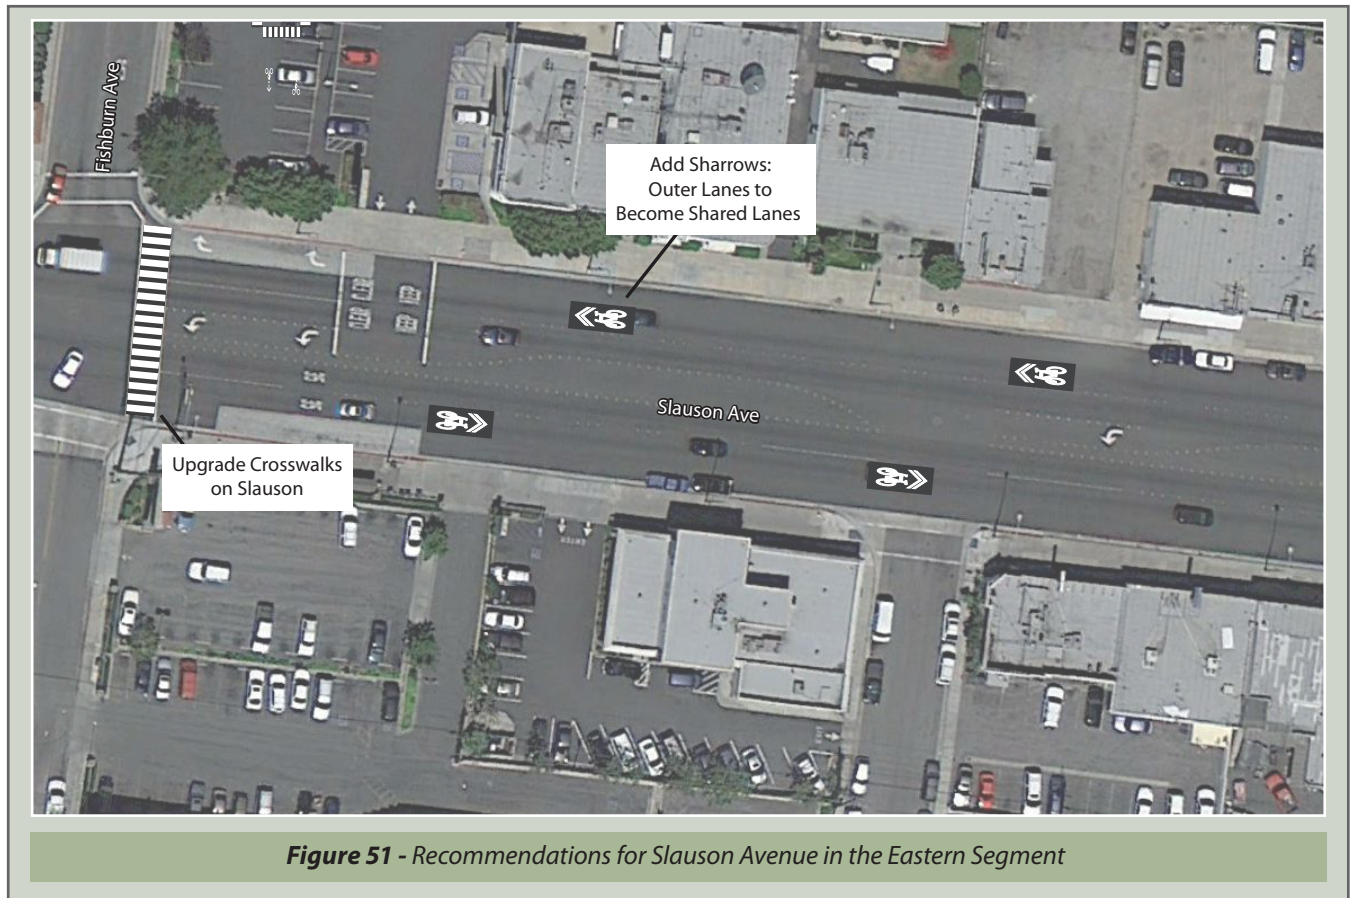 Fishburn Ave
Add Sharrows:
Outer Lanes to
Become Shared Lanes
Slauson Ave
Upgrade Crosswalks
on Slauson
ENTER
Figure 51 - Recommendations for Slauson Avenue in the Eastern Segment